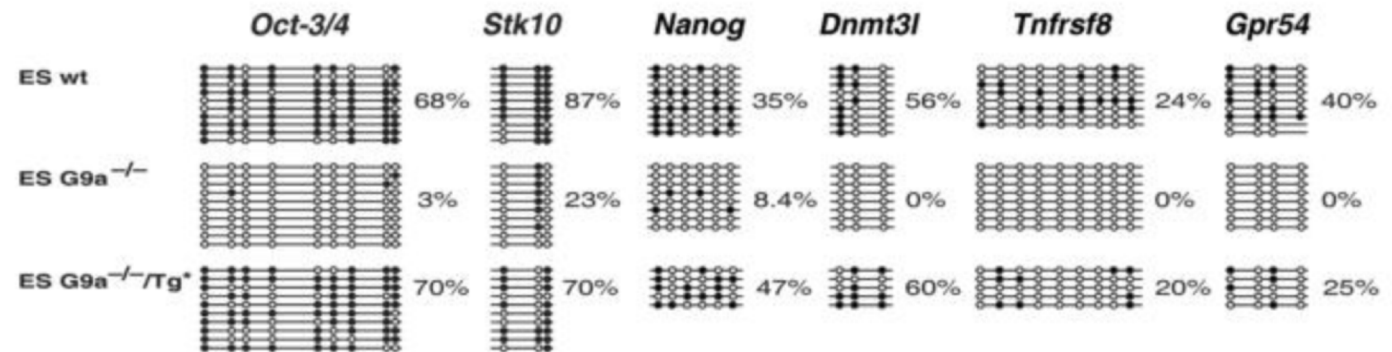 Oct-3/4 Stk10 Nanog Dnmt3l Tnfrsf8 Gpr54
ES wt 68% 87% 35% 56% 24% 40%
ES G9a−/− 3% 23% 8.4% 0% 0% 0%
ES G9a−/−/Tg* 70% 70% 47% 60% 20% 25%